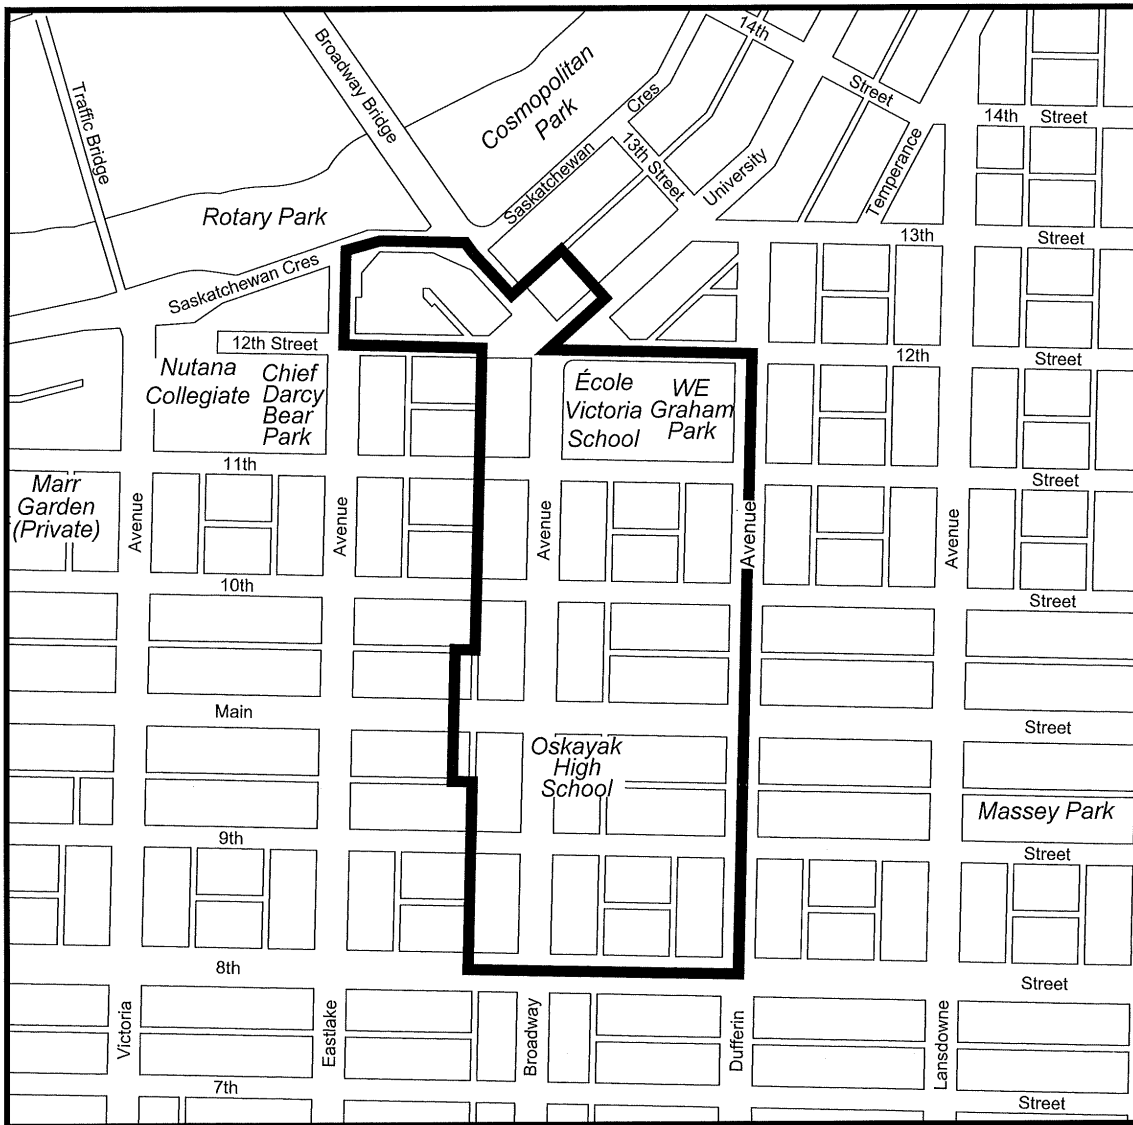 14th
Street
Broadway Bridge
Cosmopolitan
Park
Traffic Bridge
Saskatchewan
Cres
13th Street
University
Temperance
14th
Street
Rotary Park
13th
Street
Saskatchewan Cres
12th Street
12th
Street
Nutana
Collegiate
Chief
Darcy
Bear
Park
École
Victoria
School
WE
Graham
Park
11th
Street
Marr
Garden
(Private)
Avenue
Avenue
Avenue
Avenue
Avenue
10th
Street
Main
Street
Oskayak
High
School
Massey Park
9th
Street
8th
Street
Victoria
Eastlake
Broadway
Dufferin
Lansdowne
7th
Street